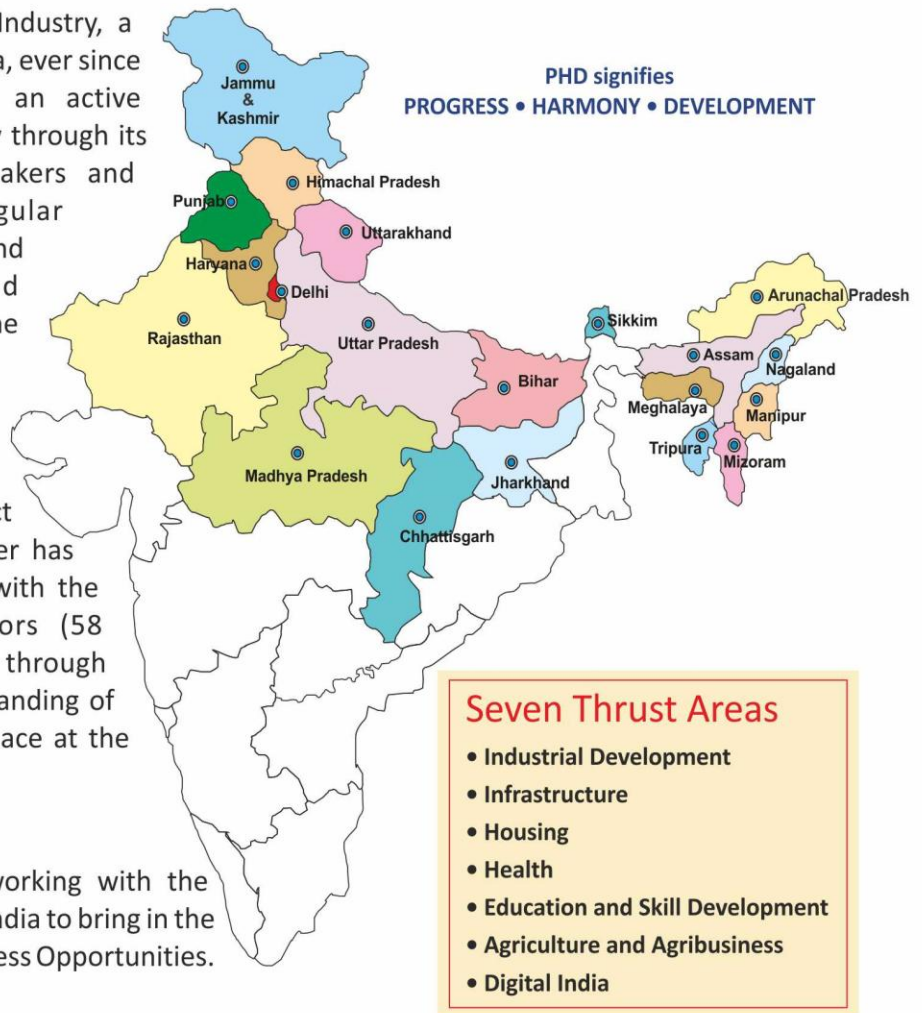 Industry, a
a, ever since
an active
y through its
akers and
gular
nd
d
ne
ct
er has
with the
ors (58
through
anding of
ace at the
working with the
ndia to bring in the
ess Opportunities.
PHD signifies
PROGRESS • HARMONY • DEVELOPMENT
Jammu
&
Kashmir
Himachal Pradesh
Punjab
Uttarakhand
Haryana
Delhi
Rajasthan
Uttar Pradesh
Bihar
Sikkim
Arunachal Pradesh
Assam
Nagaland
Meghalaya
Manipur
Tripura
Mizoram
Madhya Pradesh
Jharkhand
Chhattisgarh
Seven Thrust Areas
• Industrial Development
• Infrastructure
• Housing
• Health
• Education and Skill Development
• Agriculture and Agribusiness
• Digital India